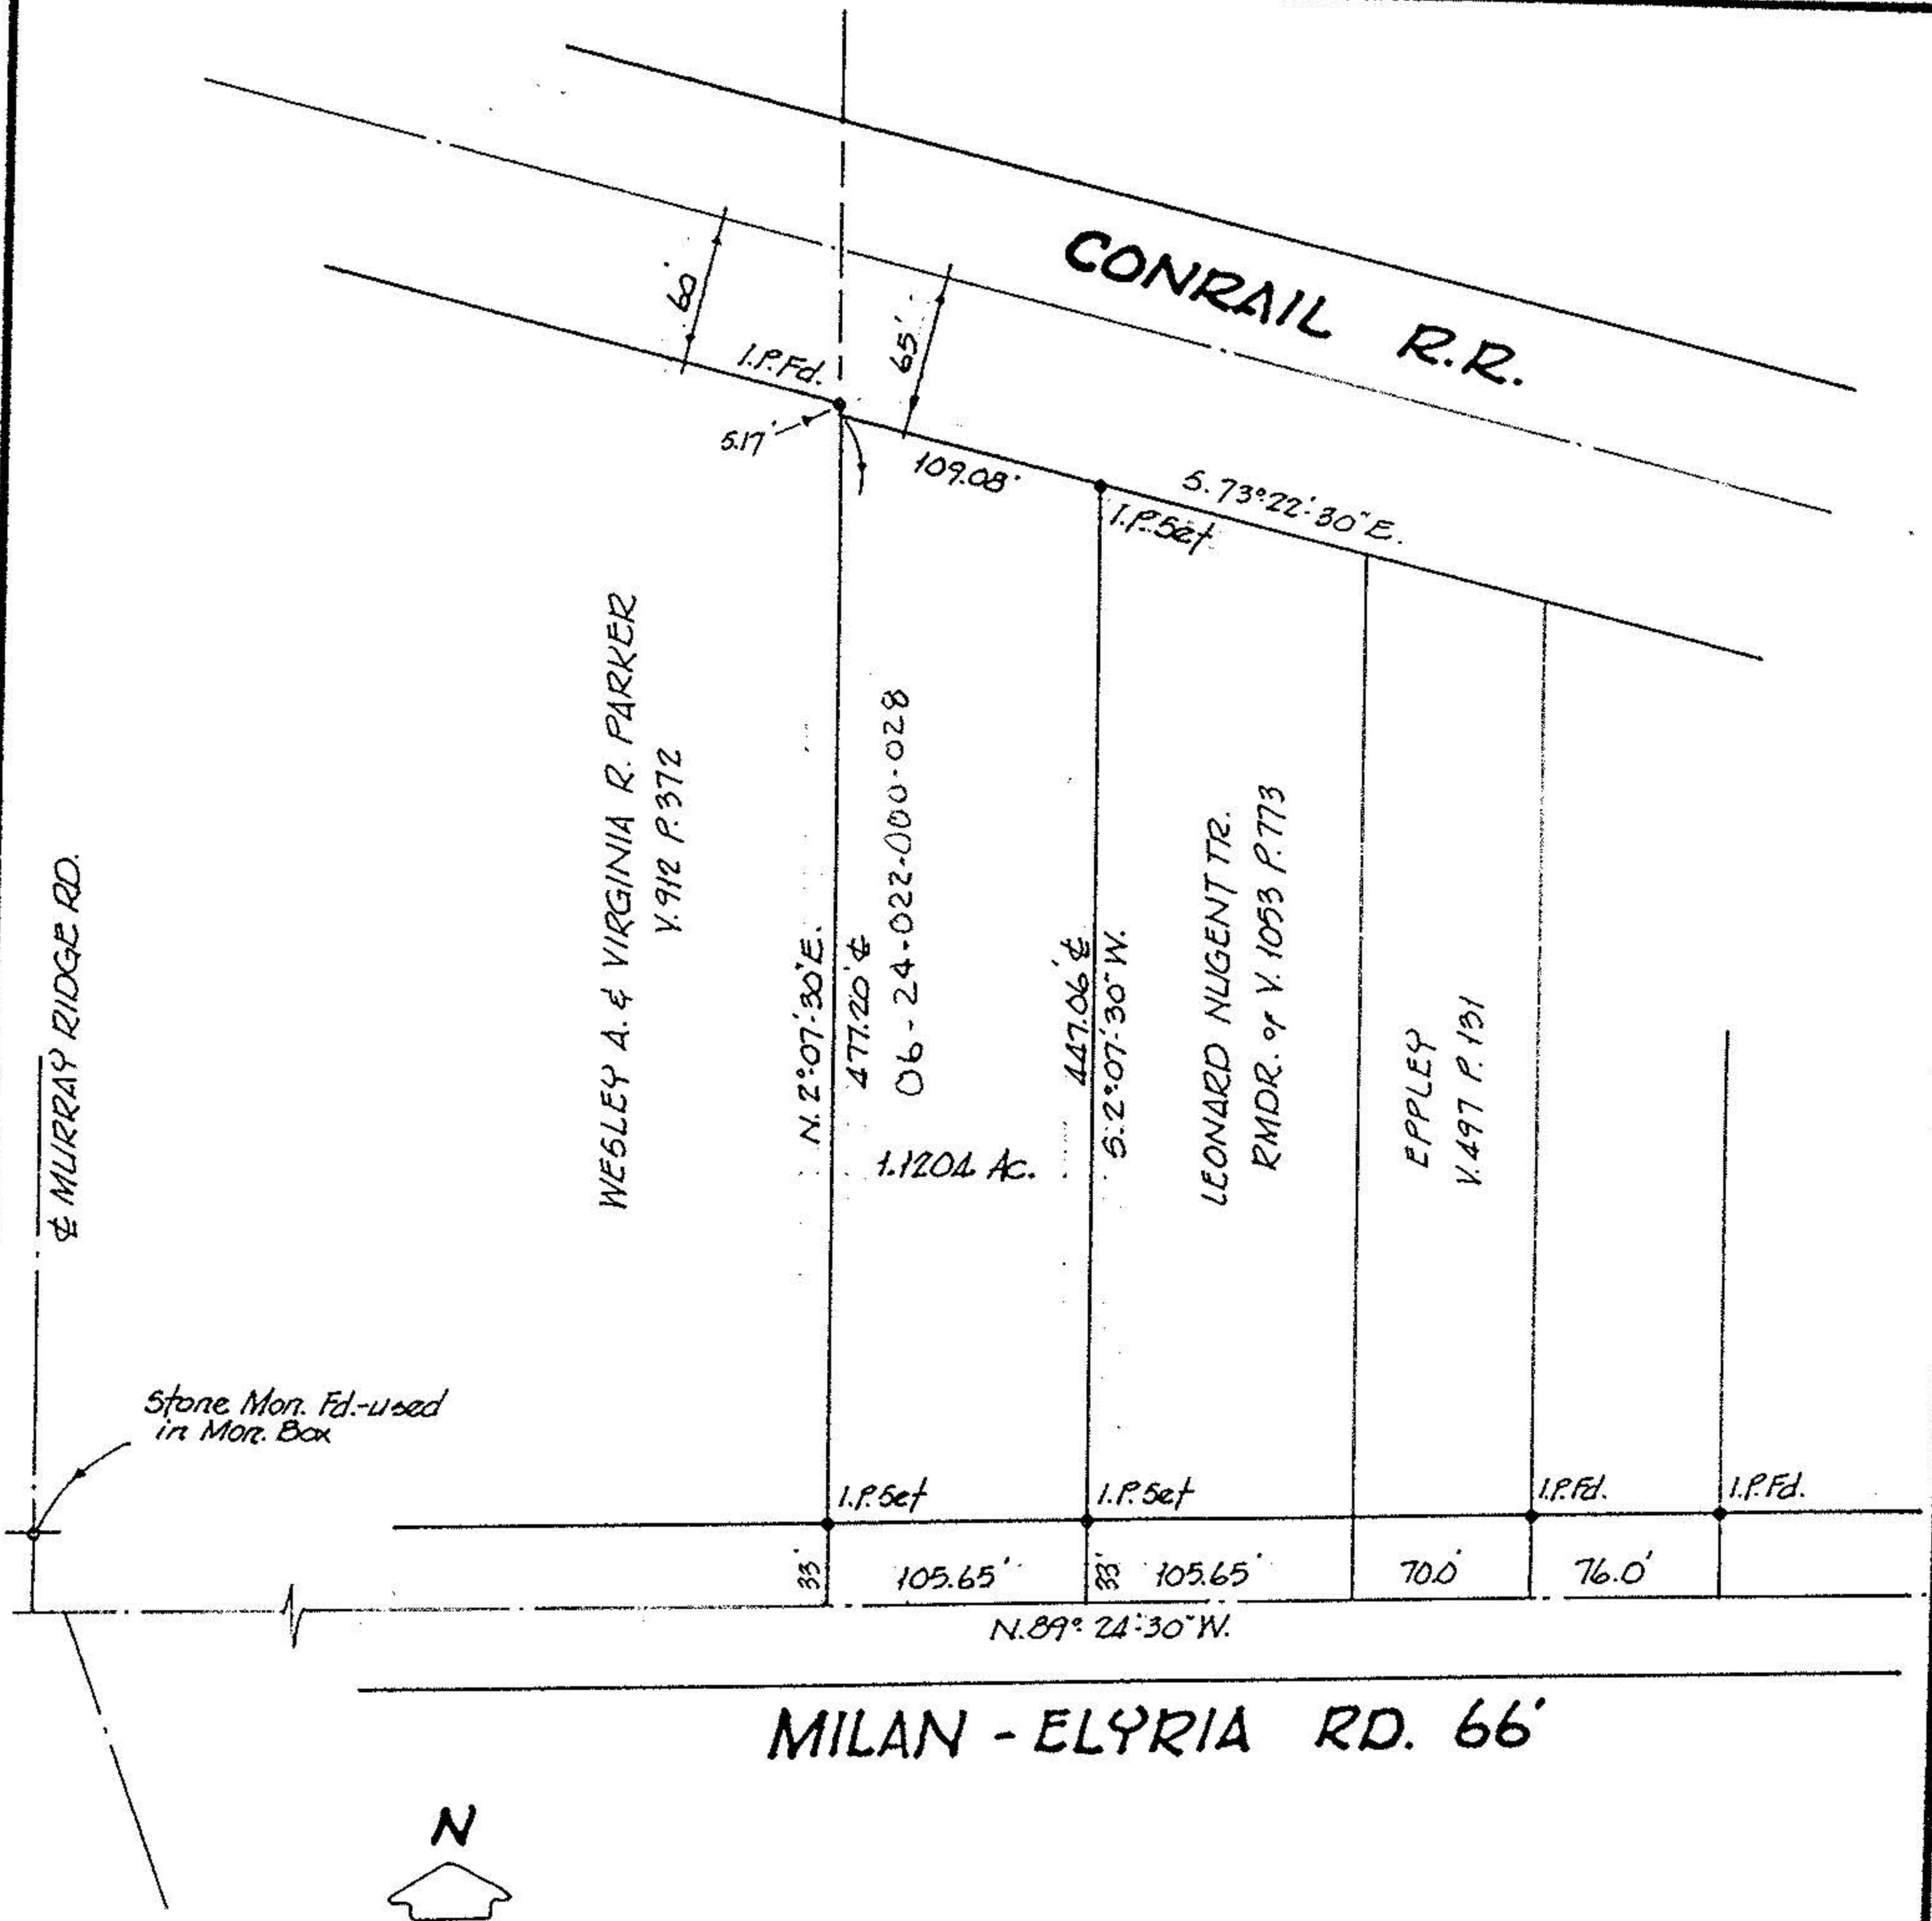 CONRAIL R.R.
60'
65'
I.P. Fd.
5.17'
109.08'
S. 73° 22' 30" E.
I.P. Set
WESLEY A. & VIRGINIA R. PARKER
V. 912 P. 372
N. 2° 07' 30" E.
477.20' ℄
06-24-022-000-028
1.1204 Ac.
447.06' ℄
S. 2° 07' 30" W.
LEONARD NUGENT TR.
RMDR. OF V. 1053 P. 773
EPPLEY
V. 497 P. 131
℄ MURRAY RIDGE RD.
Stone Mon. Fd.-used
in Mon. Box
I.P. Set
I.P. Set
I.P. Fd.
I.P. Fd.
33'
105.65'
33'
105.65'
70.0'
76.0'
N. 89° 24' 30" W.
MILAN - ELYRIA RD. 66'
N